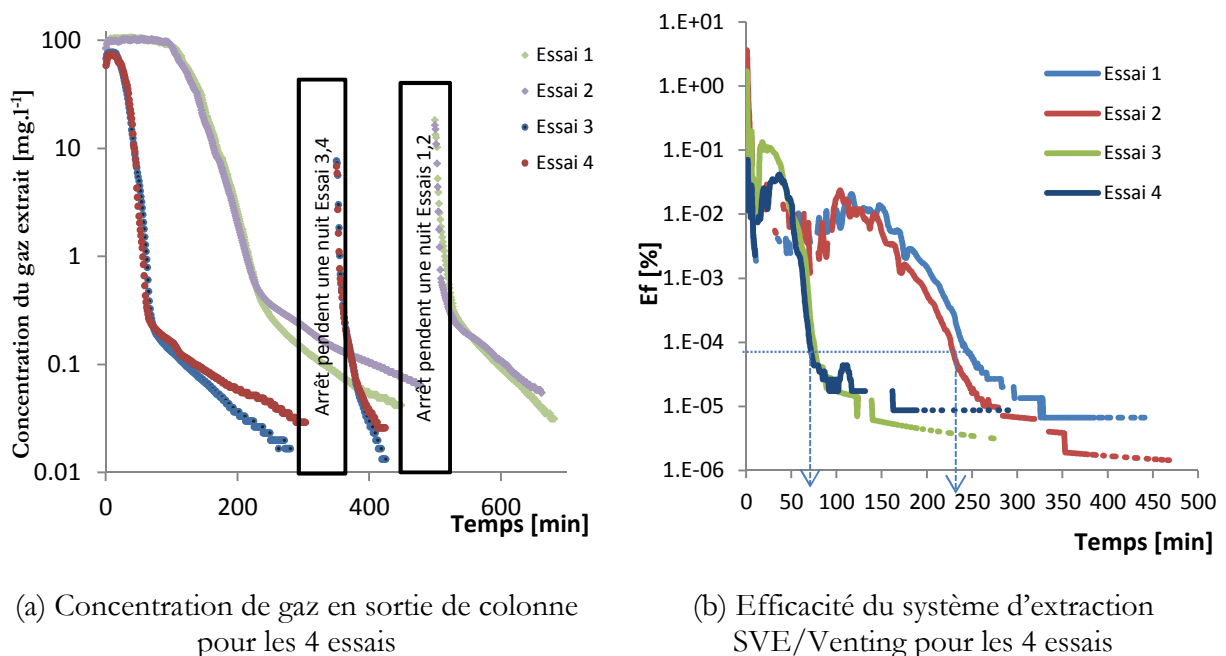 Concentration du gaz extrait [mg.l⁻¹]
100
10
1
0.1
0.01
0
200
400
600
Temps [min]
Essai 1
Essai 2
Essai 3
Essai 4
Arrêt pendent une nuit Essai 3,4
Arrêt pendent une nuit Essais 1,2
(a) Concentration de gaz en sortie de colonne
pour les 4 essais
Ef [%]
1.E+01
1.E+00
1.E-01
1.E-02
1.E-03
1.E-04
1.E-05
1.E-06
0
50
100
150
200
250
300
350
400
450
500
Temps [min]
Essai 1
Essai 2
Essai 3
Essai 4
(b) Efficacité du système d'extraction
SVE/Venting pour les 4 essais